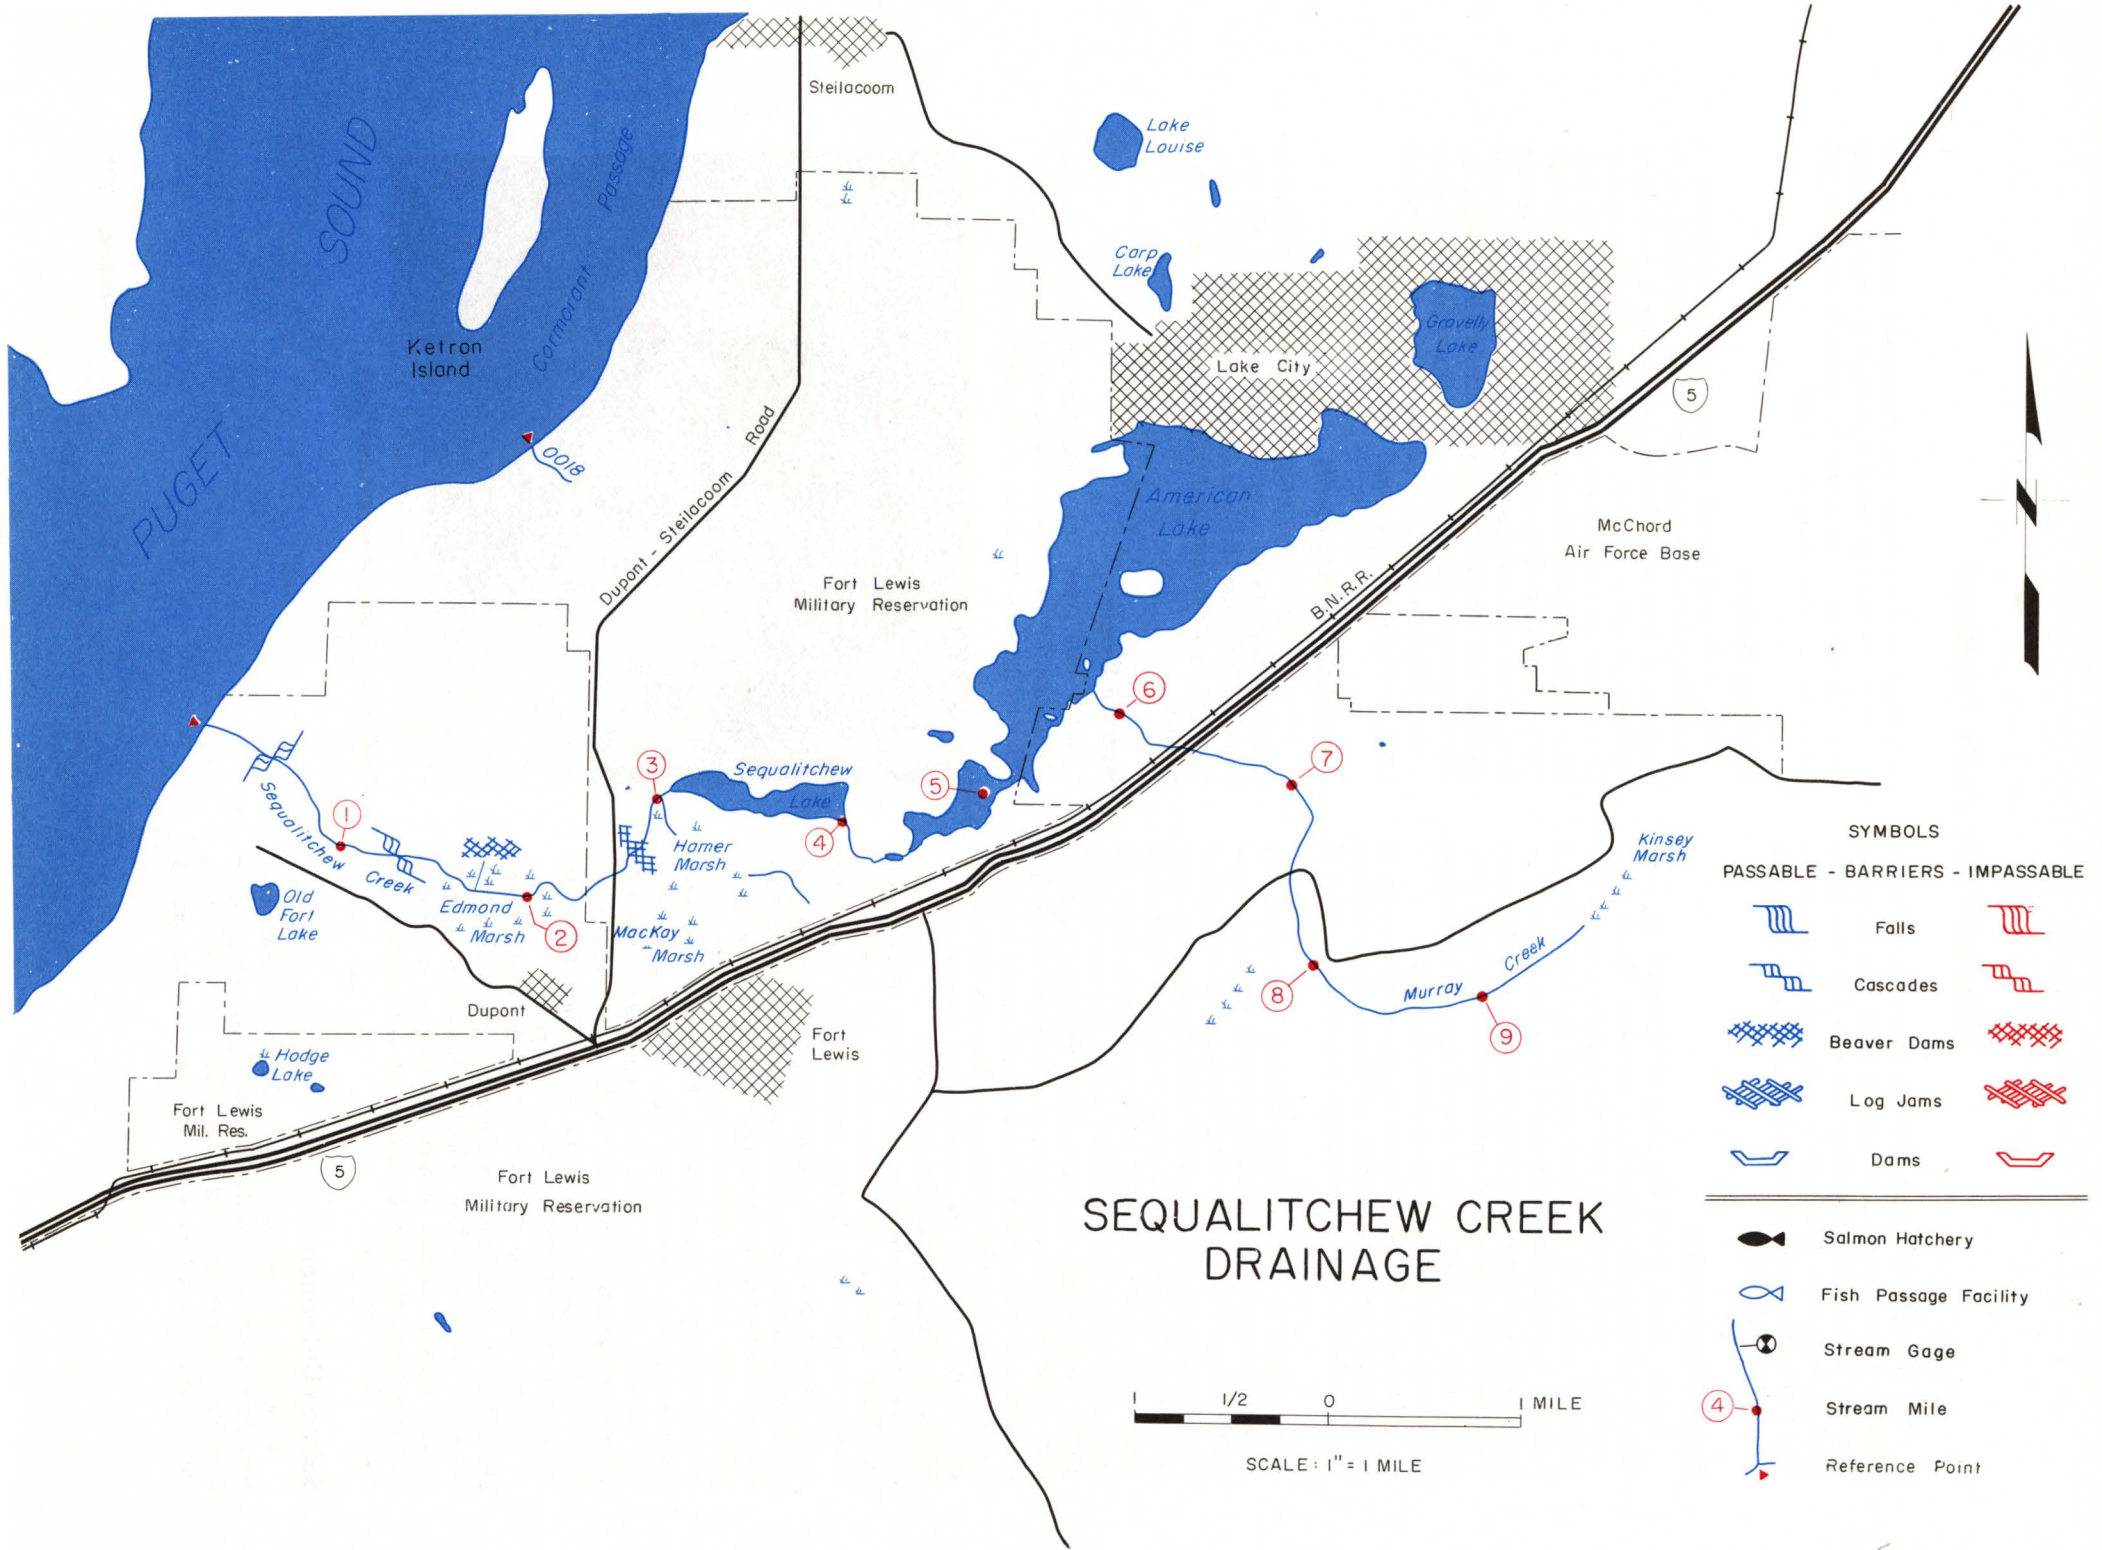 Steilacoom
Lake
Louise
SOUND
Passage
Carp
Lake
Cormorant
Ketron
Island
Gravelly
Lake
Lake City
5
PUGET
0018
Dupont - Steilacoom Road
American
Lake
McChord
Air Force Base
Fort Lewis
Military Reservation
B.N.R.R.
6
7
3
Sequalitchew
Lake
5
4
1
Sequalitchew Creek
Hamer
Marsh
Old
Fort
Lake
Edmond
Marsh
2
MacKay
Marsh
Kinsey
Marsh
Murray Creek
8
9
Dupont
Fort
Lewis
Hodge
Lake
Fort Lewis
Mil. Res.
5
Fort Lewis
Military Reservation
SYMBOLS
PASSABLE - BARRIERS - IMPASSABLE
Falls
Cascades
Beaver Dams
Log Jams
Dams
Salmon Hatchery
Fish Passage Facility
Stream Gage
4 Stream Mile
Reference Point
SEQUALITCHEW CREEK
DRAINAGE
1 1/2 0 1 MILE
SCALE : 1" = 1 MILE